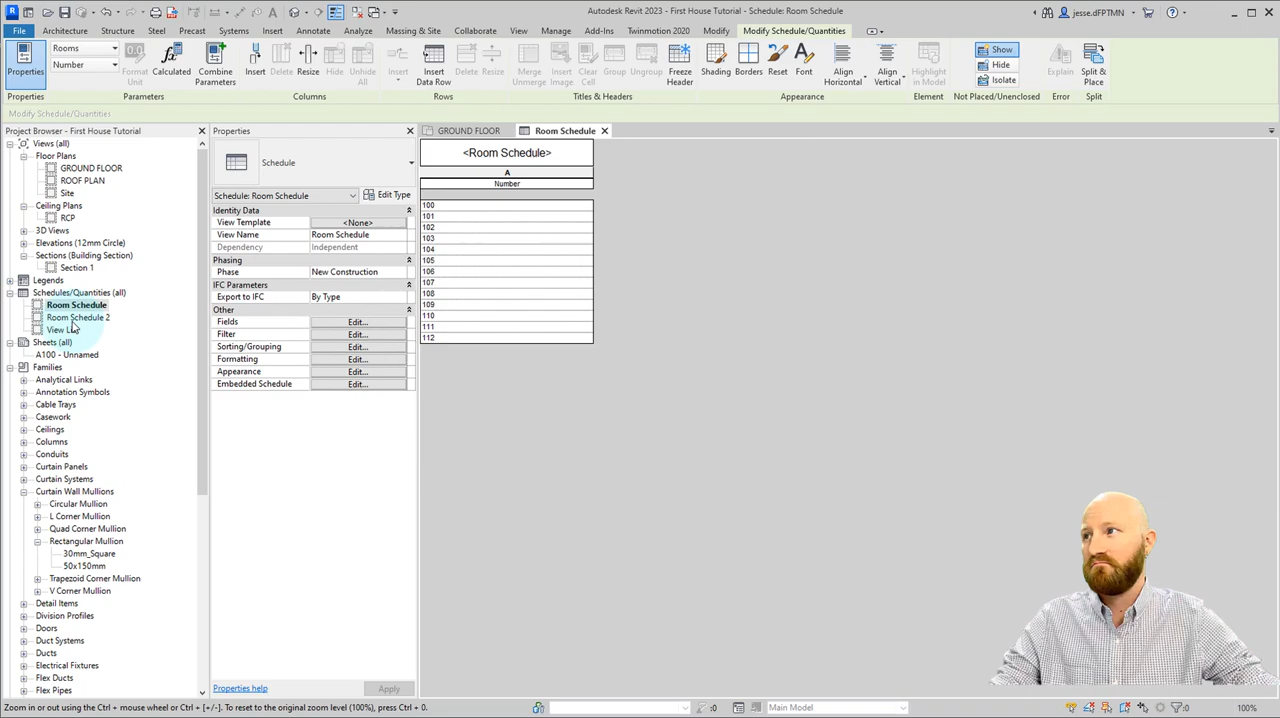 Autodesk Revit 2023 - First House Tutorial - Schedule: Room Schedule
jesse.dFPTMN
File Architecture Structure Steel Precast Systems Insert Annotate Analyze Massing & Site Collaborate View Manage Add-Ins Twinmotion 2020 Modify Modify Schedule/Quantities
Properties
Rooms
Number
Format Unit
Calculated
Combine Parameters
Insert
Delete
Resize
Hide
Unhide All
Insert
Insert Data Row
Delete
Resize
Merge Unmerge
Insert Image
Clear Cell
Group
Ungroup
Freeze Header
Shading
Borders
Reset
Font
Align Horizontal
Align Vertical
Highlight in Model
Show
Hide
Isolate
Explain
Split & Place
Properties Parameters Columns Rows Titles & Headers Appearance Element Not Placed/Unenclosed Error Split
Modify Schedule/Quantities
Project Browser - First House Tutorial
Views (all)
Floor Plans
GROUND FLOOR
ROOF PLAN
Site
Ceiling Plans
RCP
3D Views
Elevations (12mm Circle)
Sections (Building Section)
Section 1
Legends
Schedules/Quantities (all)
Room Schedule
Room Schedule 2
View
Sheets (all)
A100 - Unnamed
Families
Analytical Links
Annotation Symbols
Cable Trays
Casework
Ceilings
Columns
Conduits
Curtain Panels
Curtain Systems
Curtain Wall Mullions
Circular Mullion
L Corner Mullion
Quad Corner Mullion
Rectangular Mullion
30mm_Square
50x150mm
Trapezoid Corner Mullion
V Corner Mullion
Detail Items
Division Profiles
Doors
Duct Systems
Ducts
Electrical Fixtures
Flex Ducts
Flex Pipes
Properties
Schedule
Schedule: Room Schedule
Edit Type
Identity Data
View Template <None>
View Name Room Schedule
Dependency Independent
Phasing
Phase New Construction
IFC Parameters
Export to IFC By Type
Other
Fields Edit...
Filter Edit...
Sorting/Grouping Edit...
Formatting Edit...
Appearance Edit...
Embedded Schedule Edit...
Properties help
Apply
GROUND FLOOR
Room Schedule
<Room Schedule>
A
Number
100
101
102
103
104
105
106
107
108
109
110
111
112
Zoom in or out using the Ctrl + mouse wheel or Ctrl + [+/-]. To reset to the original zoom level (100%), press Ctrl + 0.
:0
Main Model
:0
100%